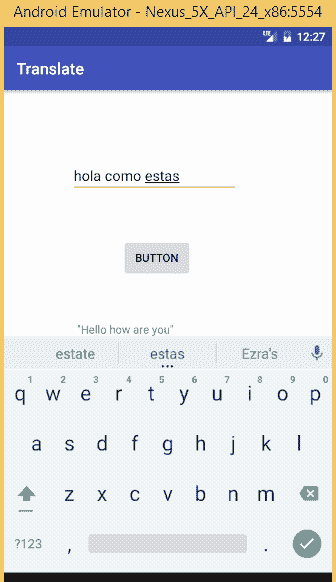 Android Emulator - Nexus_5X_API_24_x86:5554
12:27
Translate
hola como estas
BUTTON
"Hello how are you"
estate estas Ezra's
1 2 3 4 5 6 7 8 9 0
q w e r t y u i o p
a s d f g h j k l
z x c v b n m
?123 , .